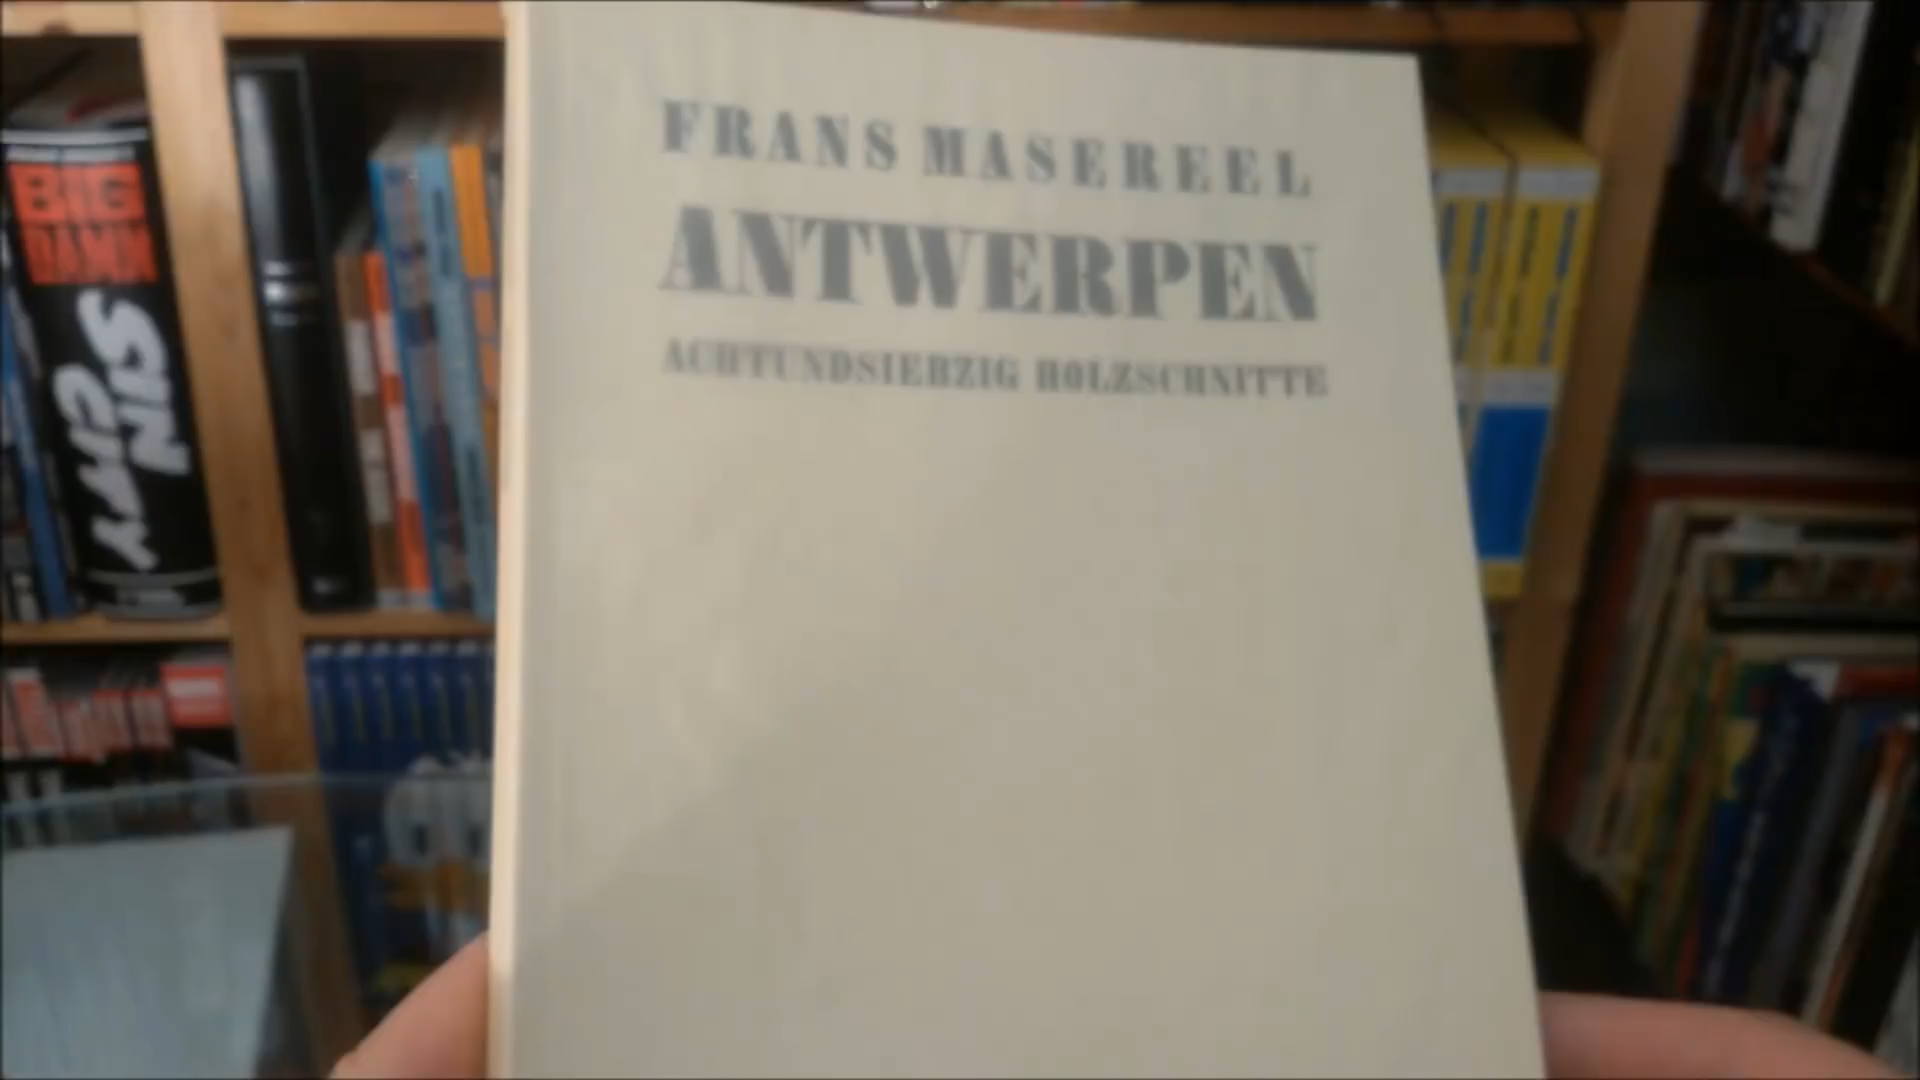 FRANS MASEREEL
ANTWERPEN
ACHTUNDSIEBZIG HOLZSCHNITTE
BIG
DAMN
SIN
CITY